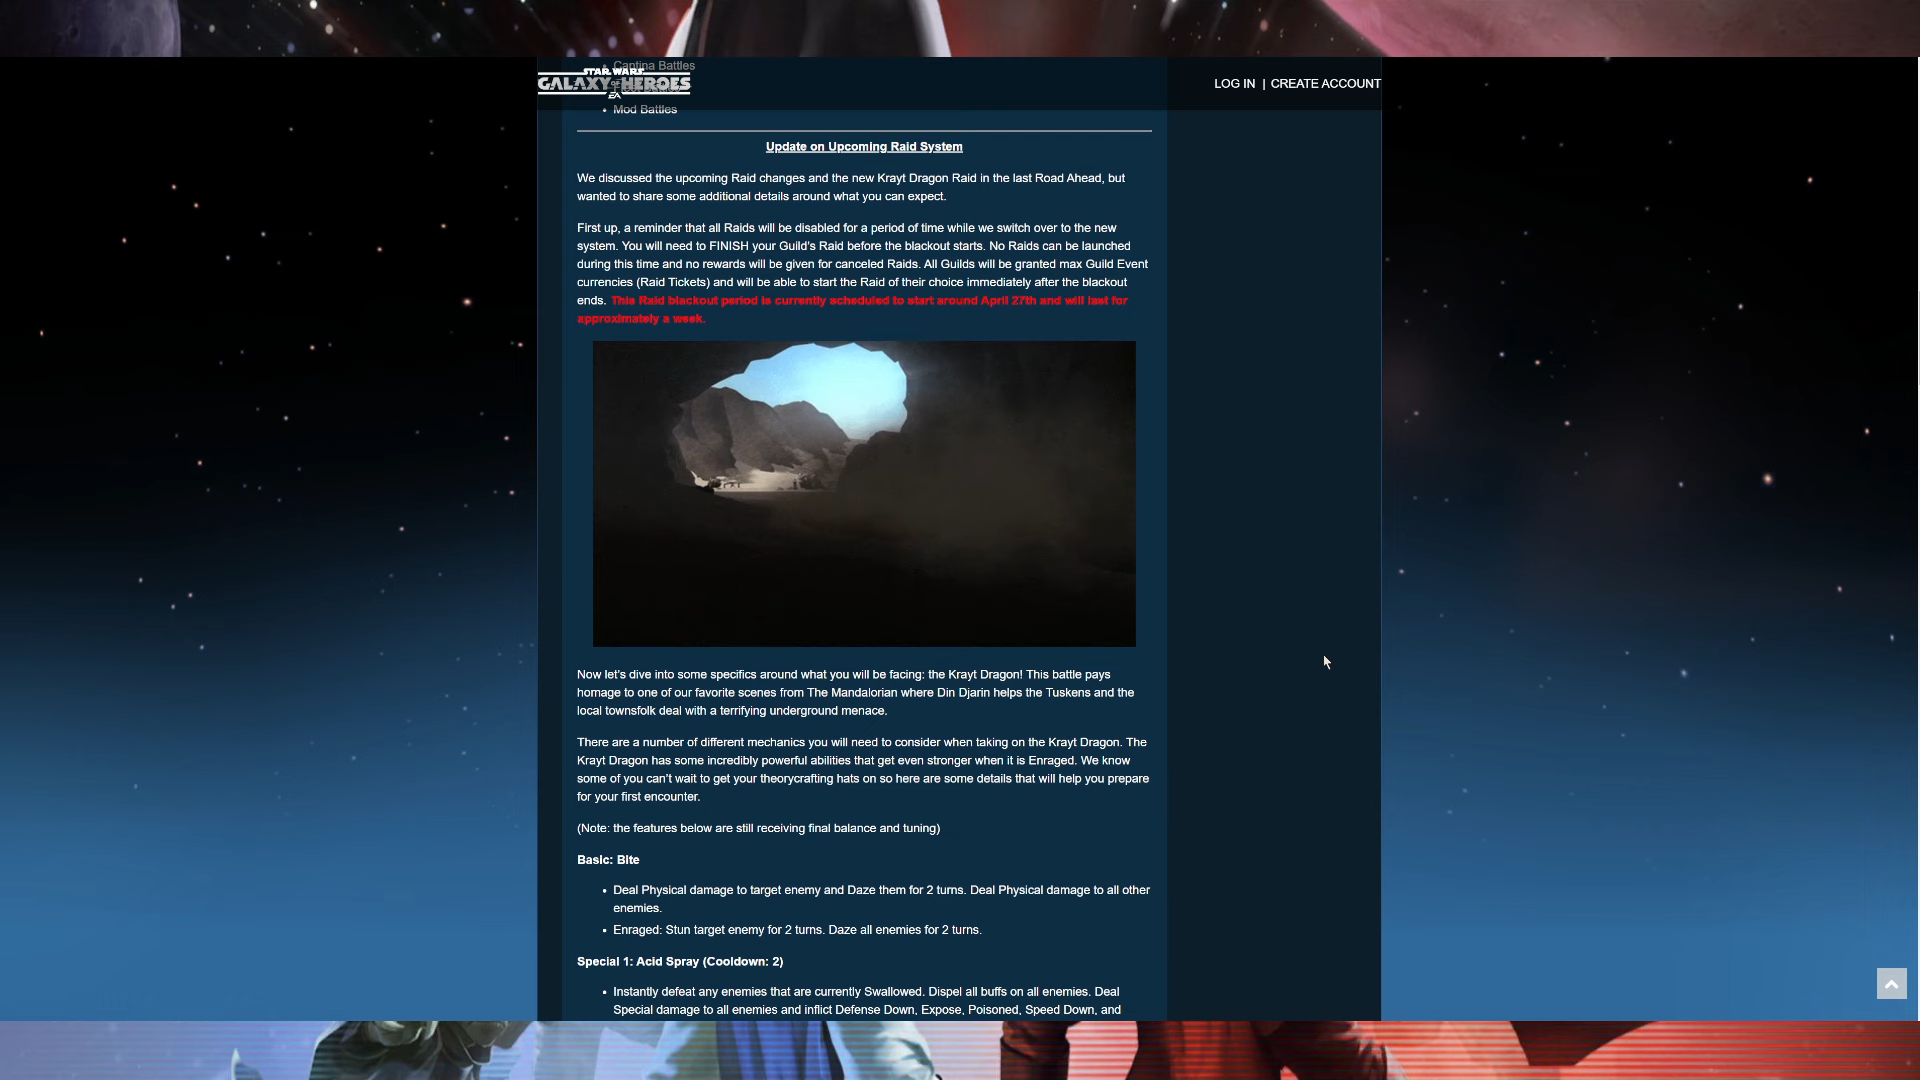 Cantina Battles
STAR WARS
GALAXY OF HEROES
EA
LOG IN | CREATE ACCOUNT
Mod Battles
Update on Upcoming Raid System
We discussed the upcoming Raid changes and the new Krayt Dragon Raid in the last Road Ahead, but
wanted to share some additional details around what you can expect.
First up, a reminder that all Raids will be disabled for a period of time while we switch over to the new
system. You will need to FINISH your Guild's Raid before the blackout starts. No Raids can be launched
during this time and no rewards will be given for canceled Raids. All Guilds will be granted max Guild Event
currencies (Raid Tickets) and will be able to start the Raid of their choice immediately after the blackout
ends. This Raid blackout period is currently scheduled to start around April 27th and will last for
approximately a week.
Now let's dive into some specifics around what you will be facing: the Krayt Dragon! This battle pays
homage to one of our favorite scenes from The Mandalorian where Din Djarin helps the Tuskens and the
local townsfolk deal with a terrifying underground menace.
There are a number of different mechanics you will need to consider when taking on the Krayt Dragon. The
Krayt Dragon has some incredibly powerful abilities that get even stronger when it is Enraged. We know
some of you can't wait to get your theorycrafting hats on so here are some details that will help you prepare
for your first encounter.
(Note: the features below are still receiving final balance and tuning)
Basic: Bite
• Deal Physical damage to target enemy and Daze them for 2 turns. Deal Physical damage to all other
enemies.
• Enraged: Stun target enemy for 2 turns. Daze all enemies for 2 turns.
Special 1: Acid Spray (Cooldown: 2)
• Instantly defeat any enemies that are currently Swallowed. Dispel all buffs on all enemies. Deal
Special damage to all enemies and inflict Defense Down, Expose, Poisoned, Speed Down, and